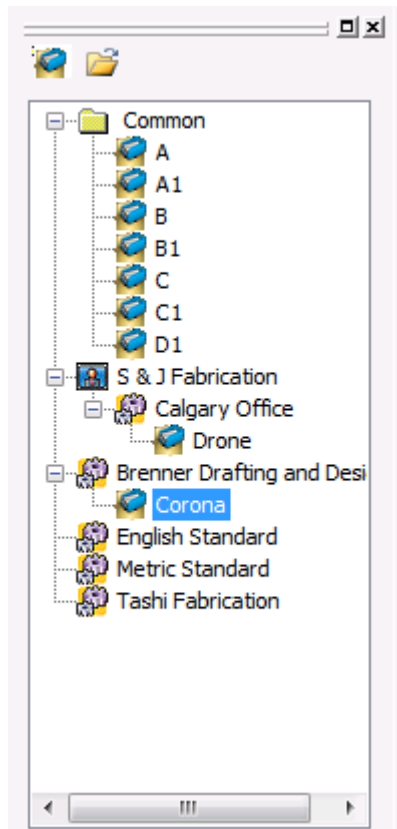 Common
A
A1
B
B1
C
C1
D1
S & J Fabrication
Calgary Office
Drone
Brenner Drafting and Desi
Corona
English Standard
Metric Standard
Tashi Fabrication